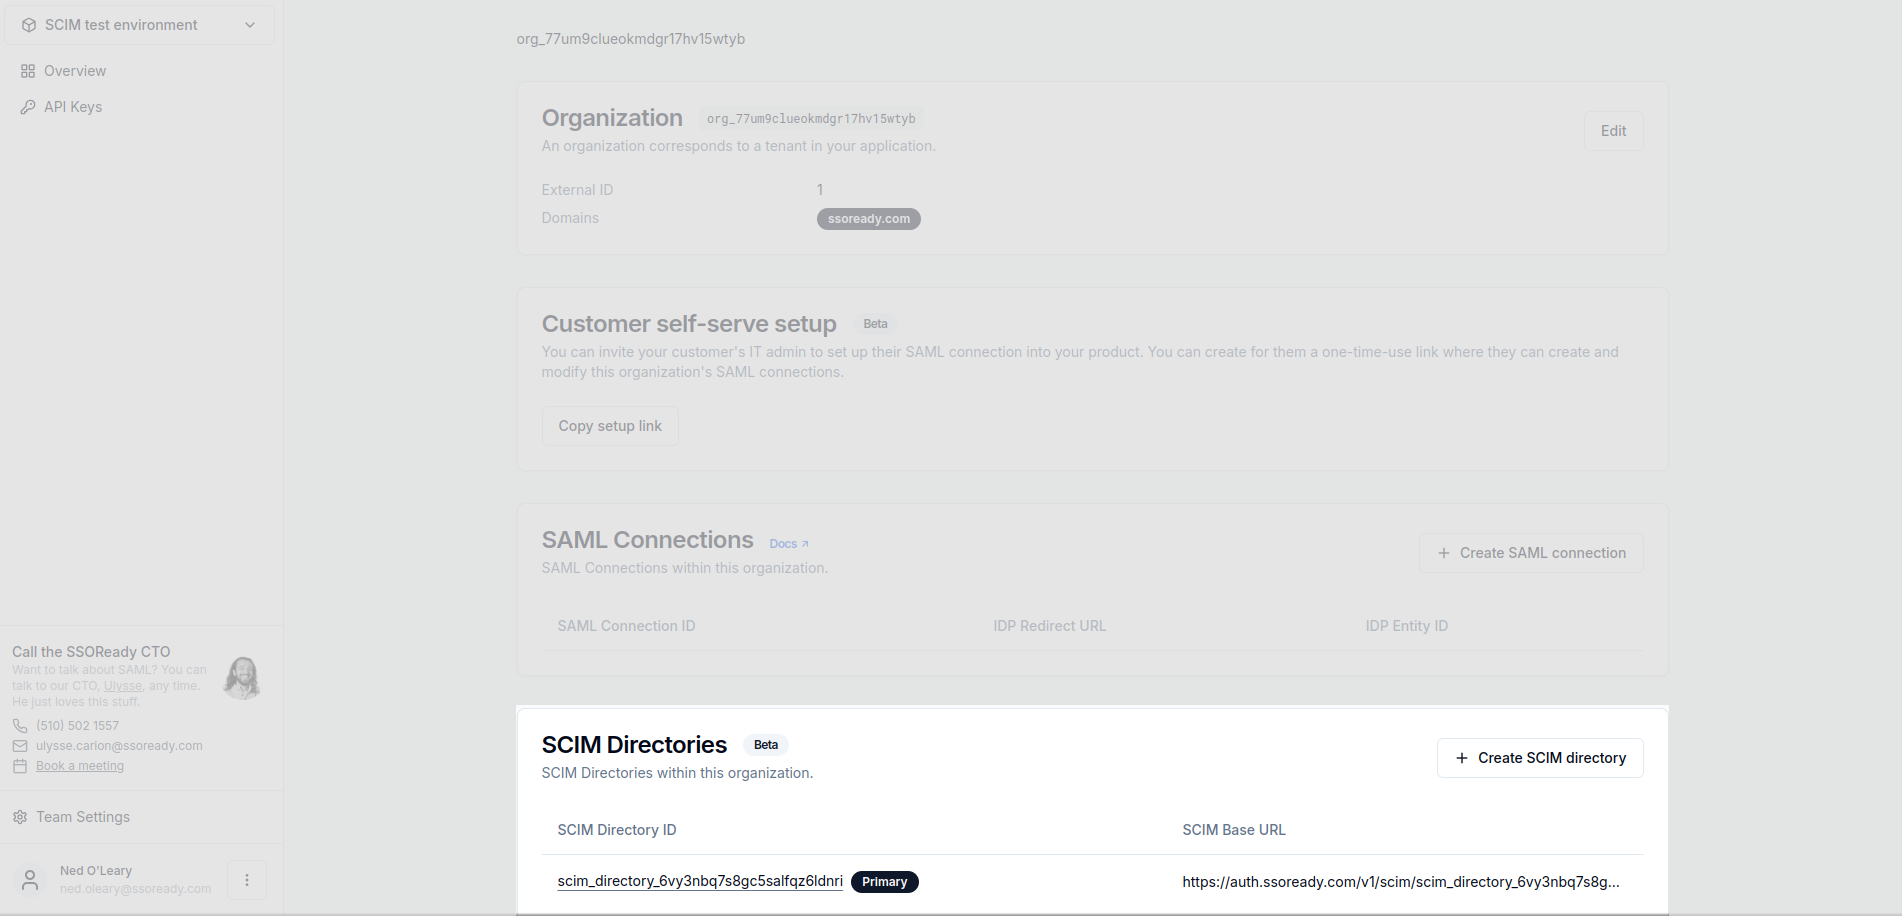 SCIM test environment
Overview
API Keys
Call the SSOReady CTO
Want to talk about SAML? You can
talk to our CTO, Ulysse, any time.
He just loves this stuff.
(510) 502 1557
ulysse.carion@ssoready.com
Book a meeting
Team Settings
Ned O'Leary
ned.oleary@ssoready.com
org_77um9clueokmdgr17hv15wtyb
Organization org_77um9clueokmdgr17hv15wtyb
An organization corresponds to a tenant in your application.
Edit
External ID 1
Domains ssoready.com
Customer self-serve setup Beta
You can invite your customer's IT admin to set up their SAML connection into your product. You can create for them a one-time-use link where they can create and
modify this organization's SAML connections.
Copy setup link
SAML Connections Docs
SAML Connections within this organization.
Create SAML connection
SAML Connection ID IDP Redirect URL IDP Entity ID
SCIM Directories Beta
SCIM Directories within this organization.
Create SCIM directory
SCIM Directory ID SCIM Base URL
scim_directory_6vy3nbq7s8gc5salfqz6ldnri Primary https://auth.ssoready.com/v1/scim/scim_directory_6vy3nbq7s8g...